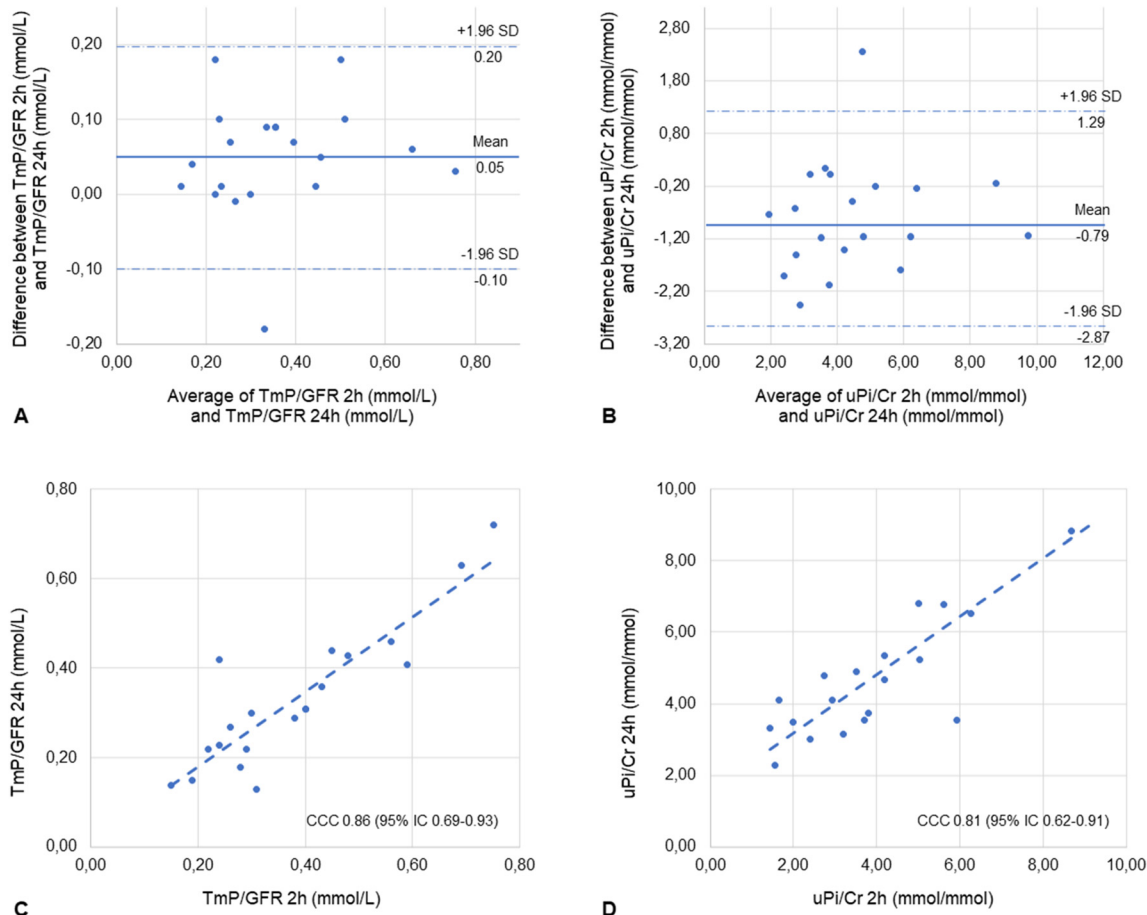 Difference between TmP/GFR 2h (mmol/L)
and TmP/GFR 24h (mmol/L)
0,20
0,10
0,00
-0,10
-0,20
+1.96 SD
0.20
Mean
0.05
-1.96 SD
-0.10
0,00
0,20
0,40
0,60
0,80
Average of TmP/GFR 2h (mmol/L)
and TmP/GFR 24h (mmol/L)
A
Difference between uPi/Cr 2h (mmol/mmol)
and uPi/Cr 24h (mmol/mmol)
2,80
1,80
0,80
-0,20
-1,20
-2,20
-3,20
+1.96 SD
1.29
Mean
-0.79
-1.96 SD
-2.87
0,00
2,00
4,00
6,00
8,00
10,00
12,00
Average of uPi/Cr 2h (mmol/mmol)
and uPi/Cr 24h (mmol/mmol)
B
TmP/GFR 24h (mmol/L)
0,80
0,60
0,40
0,20
0,00
CCC 0.86 (95% IC 0.69-0.93)
0,00
0,20
0,40
0,60
0,80
TmP/GFR 2h (mmol/L)
C
uPi/Cr 24h (mmol/mmol)
10,00
8,00
6,00
4,00
2,00
0,00
CCC 0.81 (95% IC 0.62-0.91)
0,00
2,00
4,00
6,00
8,00
10,00
uPi/Cr 2h (mmol/mmol)
D